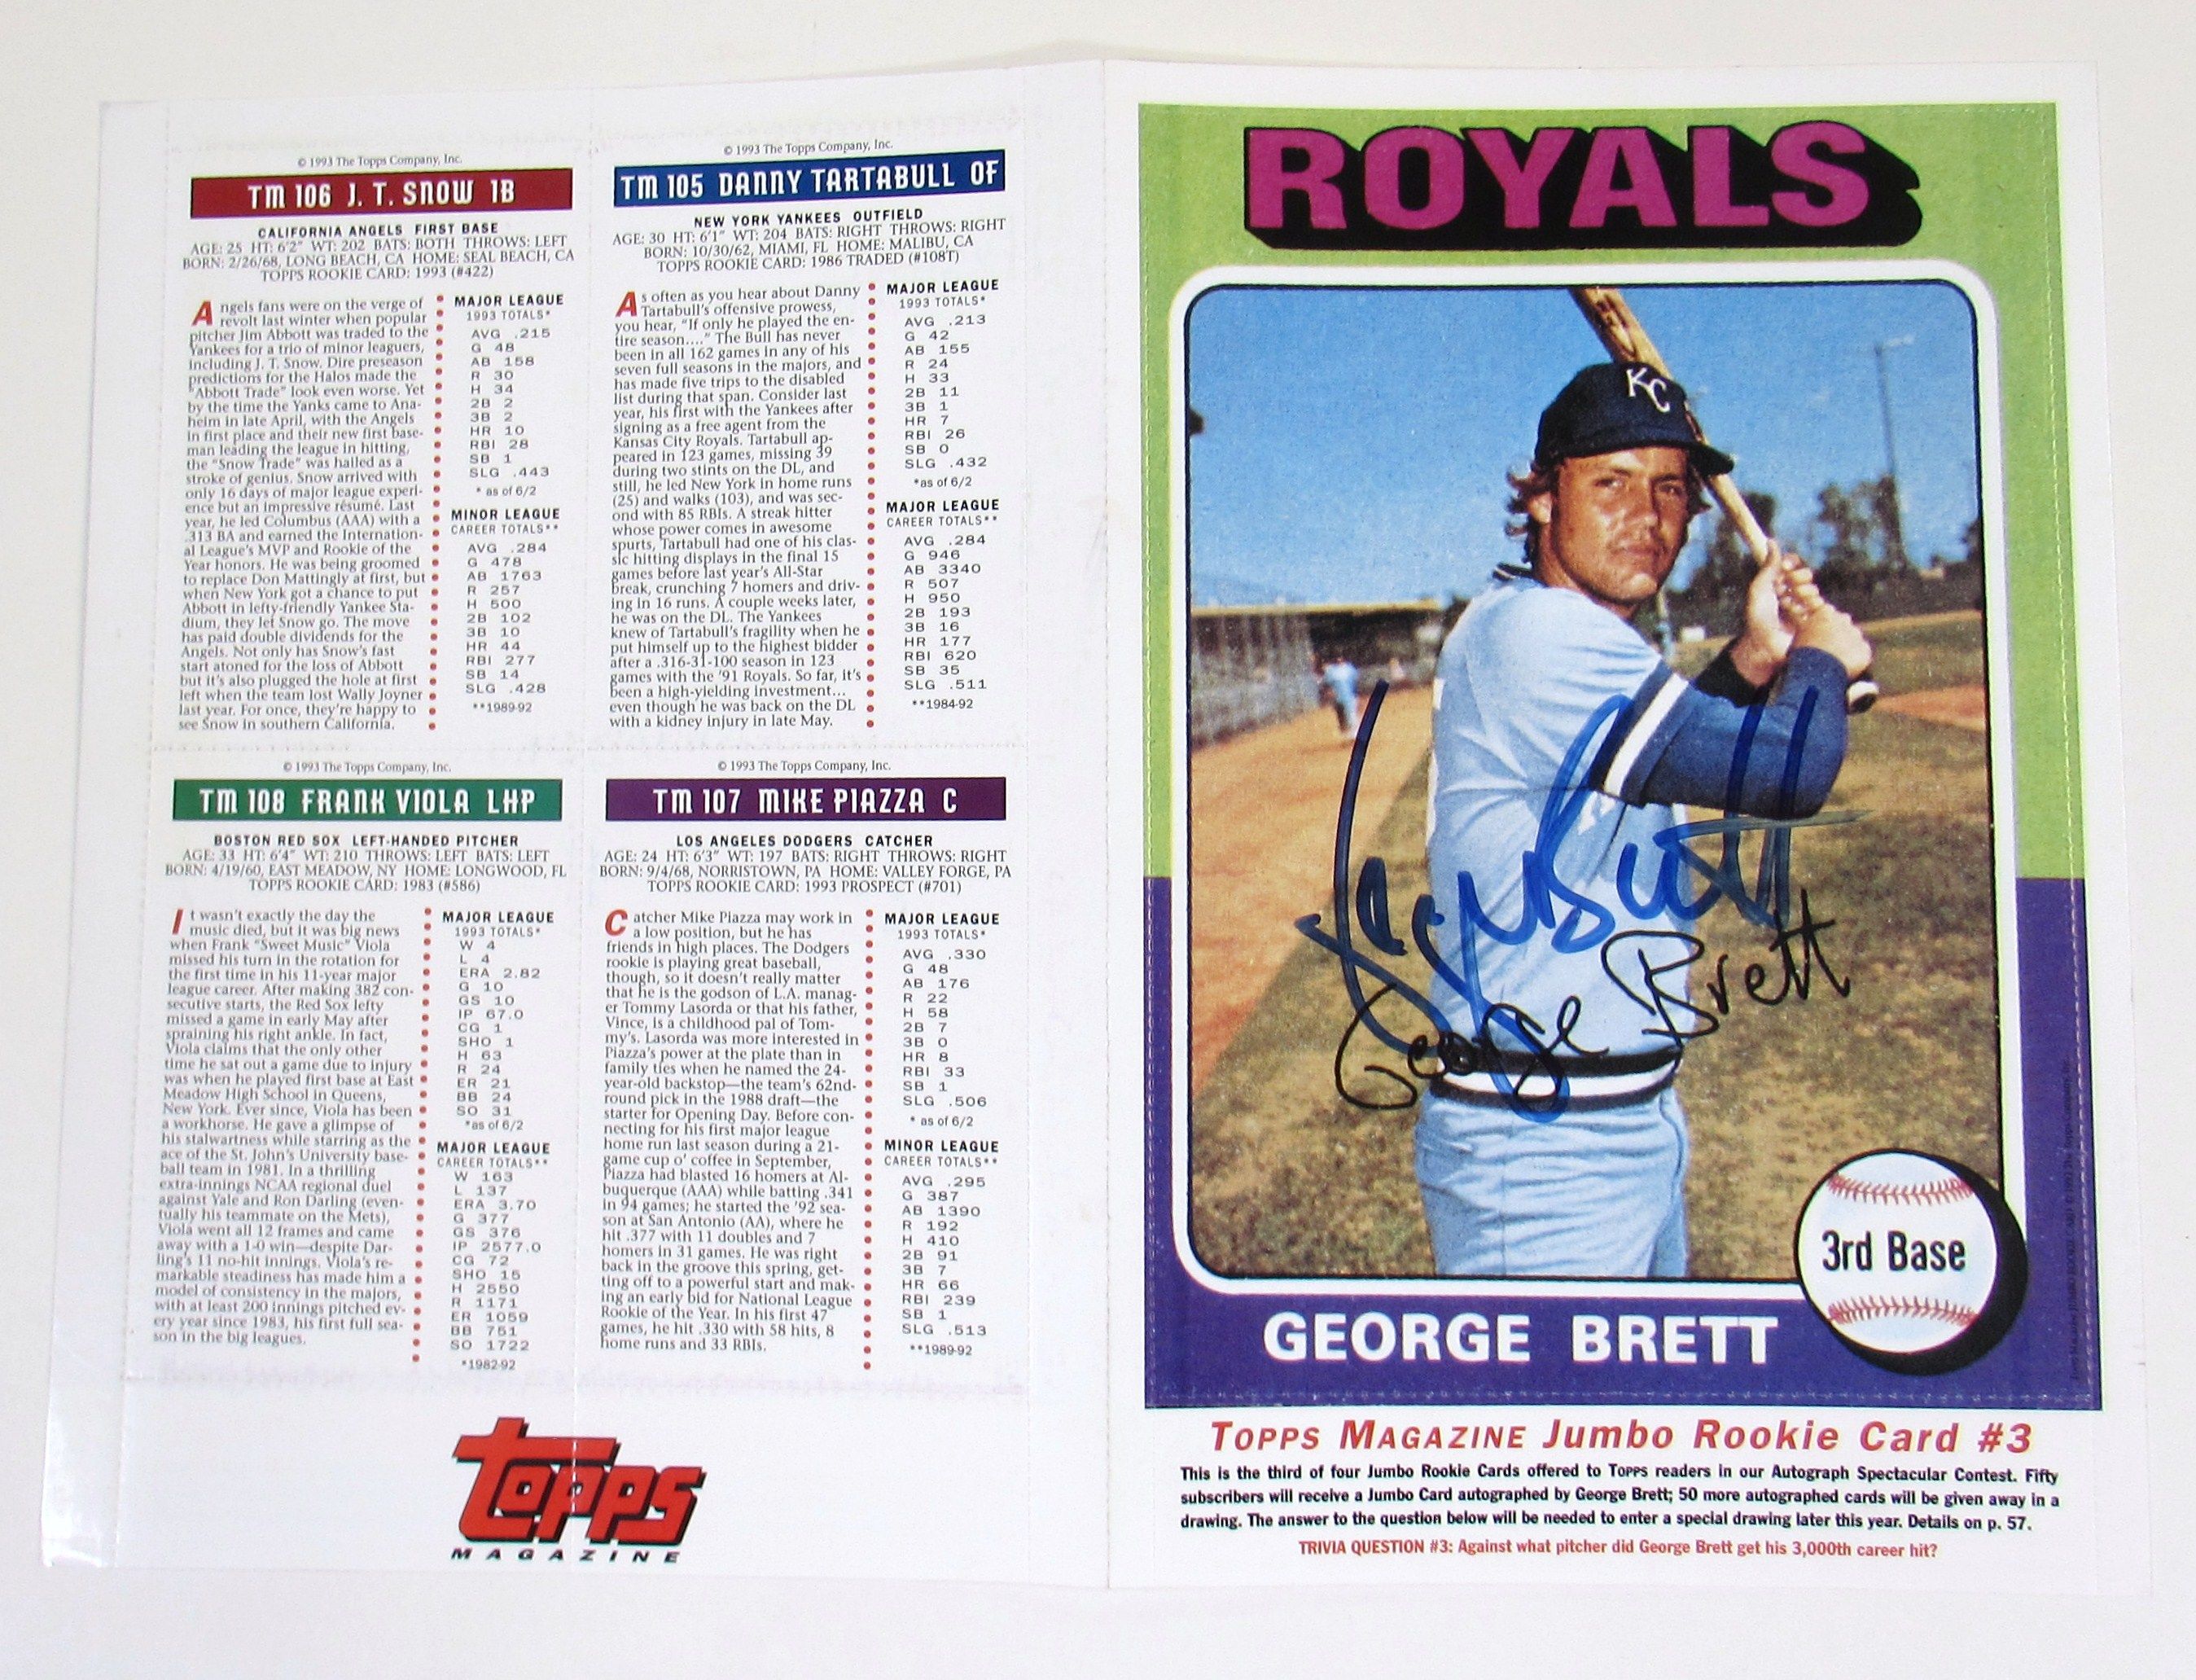 © 1993 The Topps Company, Inc.
TM 106 J. T. SNOW 1B
CALIFORNIA ANGELS FIRST BASE
AGE: 25 HT: 6'2" WT: 202 BATS: BOTH THROWS: LEFT
BORN: 2/26/68, LONG BEACH, CA HOME: SEAL BEACH, CA
TOPPS ROOKIE CARD: 1993 (#422)
Angels fans were on the verge of
revolt last winter when popular
pitcher Jim Abbott was traded to the
Yankees for a trio of minor leaguers,
including J. T. Snow. Dire preseason
predictions for the Halos made the
"Abbott Trade" look even worse. Yet
by the time the Yanks came to Ana-
heim in late April, with the Angels
in first place and their new first base-
man leading the league in hitting,
the "Snow Trade" was hailed as a
stroke of genius. Snow arrived with
only 16 days of major league experi-
ence but an impressive résumé. Last
year, he led Columbus (AAA) with a
.313 BA and earned the Internation-
al League's MVP and Rookie of the
Year honors. He was being groomed
to replace Don Mattingly at first, but
when New York got a chance to put
Abbott in lefty-friendly Yankee Sta-
dium, they let Snow go. The move
has paid double dividends for the
Angels. Not only has Snow's fast
start atoned for the loss of Abbott
but it's also plugged the hole at first
left when the team lost Wally Joyner
last year. For once, they're happy to
see Snow in southern California.
MAJOR LEAGUE
1993 TOTALS*
AVG .215
G 48
AB 158
R 30
H 34
2B 2
3B 2
HR 10
RBI 28
SB 1
SLG .443
* as of 6/2
MINOR LEAGUE
CAREER TOTALS**
AVG .284
G 478
AB 1763
R 257
H 500
2B 102
3B 10
HR 44
RBI 277
SB 14
SLG .428
**1989-92
© 1993 The Topps Company, Inc.
TM 105 DANNY TARTABULL OF
NEW YORK YANKEES OUTFIELD
AGE: 30 HT: 6'1" WT: 204 BATS: RIGHT THROWS: RIGHT
BORN: 10/30/62, MIAMI, FL HOME: MALIBU, CA
TOPPS ROOKIE CARD: 1986 TRADED (#108T)
As often as you hear about Danny
Tartabull's offensive prowess,
you hear, "If only he played the en-
tire season...." The Bull has never
been in all 162 games in any of his
seven full seasons in the majors, and
has made five trips to the disabled
list during that span. Consider last
year, his first with the Yankees after
signing as a free agent from the
Kansas City Royals. Tartabull ap-
peared in 123 games, missing 39
during two stints on the DL, and
still, he led New York in home runs
(25) and walks (103), and was sec-
ond with 85 RBIs. A streak hitter
whose power comes in awesome
spurts, Tartabull had one of his clas-
sic hitting displays in the final 15
games before last year's All-Star
break, crunching 7 homers and driv-
ing in 16 runs. A couple weeks later,
he was on the DL. The Yankees
knew of Tartabull's fragility when he
put himself up to the highest bidder
after a .316-31-100 season in 123
games with the '91 Royals. So far, it's
been a high-yielding investment...
even though he was back on the DL
with a kidney injury in late May.
MAJOR LEAGUE
1993 TOTALS*
AVG .213
G 42
AB 155
R 24
H 33
2B 11
3B 1
HR 7
RBI 26
SB 0
SLG .432
*as of 6/2
MAJOR LEAGUE
CAREER TOTALS**
AVG .284
G 946
AB 3340
R 507
H 950
2B 193
3B 16
HR 177
RBI 620
SB 35
SLG .511
**1984-92
© 1993 The Topps Company, Inc.
TM 108 FRANK VIOLA LHP
BOSTON RED SOX LEFT-HANDED PITCHER
AGE: 33 HT: 6'4" WT: 210 THROWS: LEFT BATS: LEFT
BORN: 4/19/60, EAST MEADOW, NY HOME: LONGWOOD, FL
TOPPS ROOKIE CARD: 1983 (#586)
It wasn't exactly the day the
music died, but it was big news
when Frank "Sweet Music" Viola
missed his turn in the rotation for
the first time in his 11-year major
league career. After making 382 con-
secutive starts, the Red Sox lefty
missed a game in early May after
spraining his right ankle. In fact,
Viola claims that the only other
time he sat out a game due to injury
was when he played first base at East
Meadow High School in Queens,
New York. Ever since, Viola has been
a workhorse. He gave a glimpse of
his stalwartness while starring as the
ace of the St. John's University base-
ball team in 1981. In a thrilling
extra-innings NCAA regional duel
against Yale and Ron Darling (even-
tually his teammate on the Mets),
Viola went all 12 frames and came
away with a 1-0 win—despite Dar-
ling's 11 no-hit innings. Viola's re-
markable steadiness has made him a
model of consistency in the majors,
with at least 200 innings pitched ev-
ery year since 1983, his first full sea-
son in the big leagues.
MAJOR LEAGUE
1993 TOTALS*
W 4
L 4
ERA 2.82
G 10
GS 10
IP 67.0
CG 1
SHO 1
H 63
R 24
ER 21
BB 24
SO 31
*as of 6/2
MAJOR LEAGUE
CAREER TOTALS**
W 163
L 137
ERA 3.70
G 377
GS 376
IP 2577.0
CG 72
SHO 15
H 2550
R 1171
ER 1059
BB 751
SO 1722
*1982-92
© 1993 The Topps Company, Inc.
TM 107 MIKE PIAZZA C
LOS ANGELES DODGERS CATCHER
AGE: 24 HT: 6'3" WT: 197 BATS: RIGHT THROWS: RIGHT
BORN: 9/4/68, NORRISTOWN, PA HOME: VALLEY FORGE, PA
TOPPS ROOKIE CARD: 1993 PROSPECT (#701)
Catcher Mike Piazza may work in
a low position, but he has
friends in high places. The Dodgers
rookie is playing great baseball,
though, so it doesn't really matter
that he is the godson of L.A. manag-
er Tommy Lasorda or that his father,
Vince, is a childhood pal of Tom-
my's. Lasorda was more interested in
Piazza's power at the plate than in
family ties when he named the 24-
year-old backstop—the team's 62nd-
round pick in the 1988 draft—the
starter for Opening Day. Before con-
necting for his first major league
home run last season during a 21-
game cup o' coffee in September,
Piazza had blasted 16 homers at Al-
buquerque (AAA) while batting .341
in 94 games; he started the '92 sea-
son at San Antonio (AA), where he
hit .377 with 11 doubles and 7
homers in 31 games. He was right
back in the groove this spring, get-
ting off to a powerful start and mak-
ing an early bid for National League
Rookie of the Year. In his first 47
games, he hit .330 with 58 hits, 8
home runs and 33 RBIs.
MAJOR LEAGUE
1993 TOTALS*
AVG .330
G 48
AB 176
R 22
H 58
2B 7
3B 0
HR 8
RBI 33
SB 1
SLG .506
* as of 6/2
MINOR LEAGUE
CAREER TOTALS**
AVG .295
G 387
AB 1390
R 192
H 410
2B 91
3B 7
HR 66
RBI 239
SB 1
SLG .513
**1989-92
TOPPS
MAGAZINE
ROYALS
KC
George Brett
George Brett
3rd Base
GEORGE BRETT
TOPPS MAGAZINE Jumbo Rookie Card #3
This is the third of four Jumbo Rookie Cards offered to TOPPS readers in our Autograph Spectacular Contest. Fifty
subscribers will receive a Jumbo Card autographed by George Brett; 50 more autographed cards will be given away in a
drawing. The answer to the question below will be needed to enter a special drawing later this year. Details on p. 57.
TRIVIA QUESTION #3: Against what pitcher did George Brett get his 3,000th career hit?